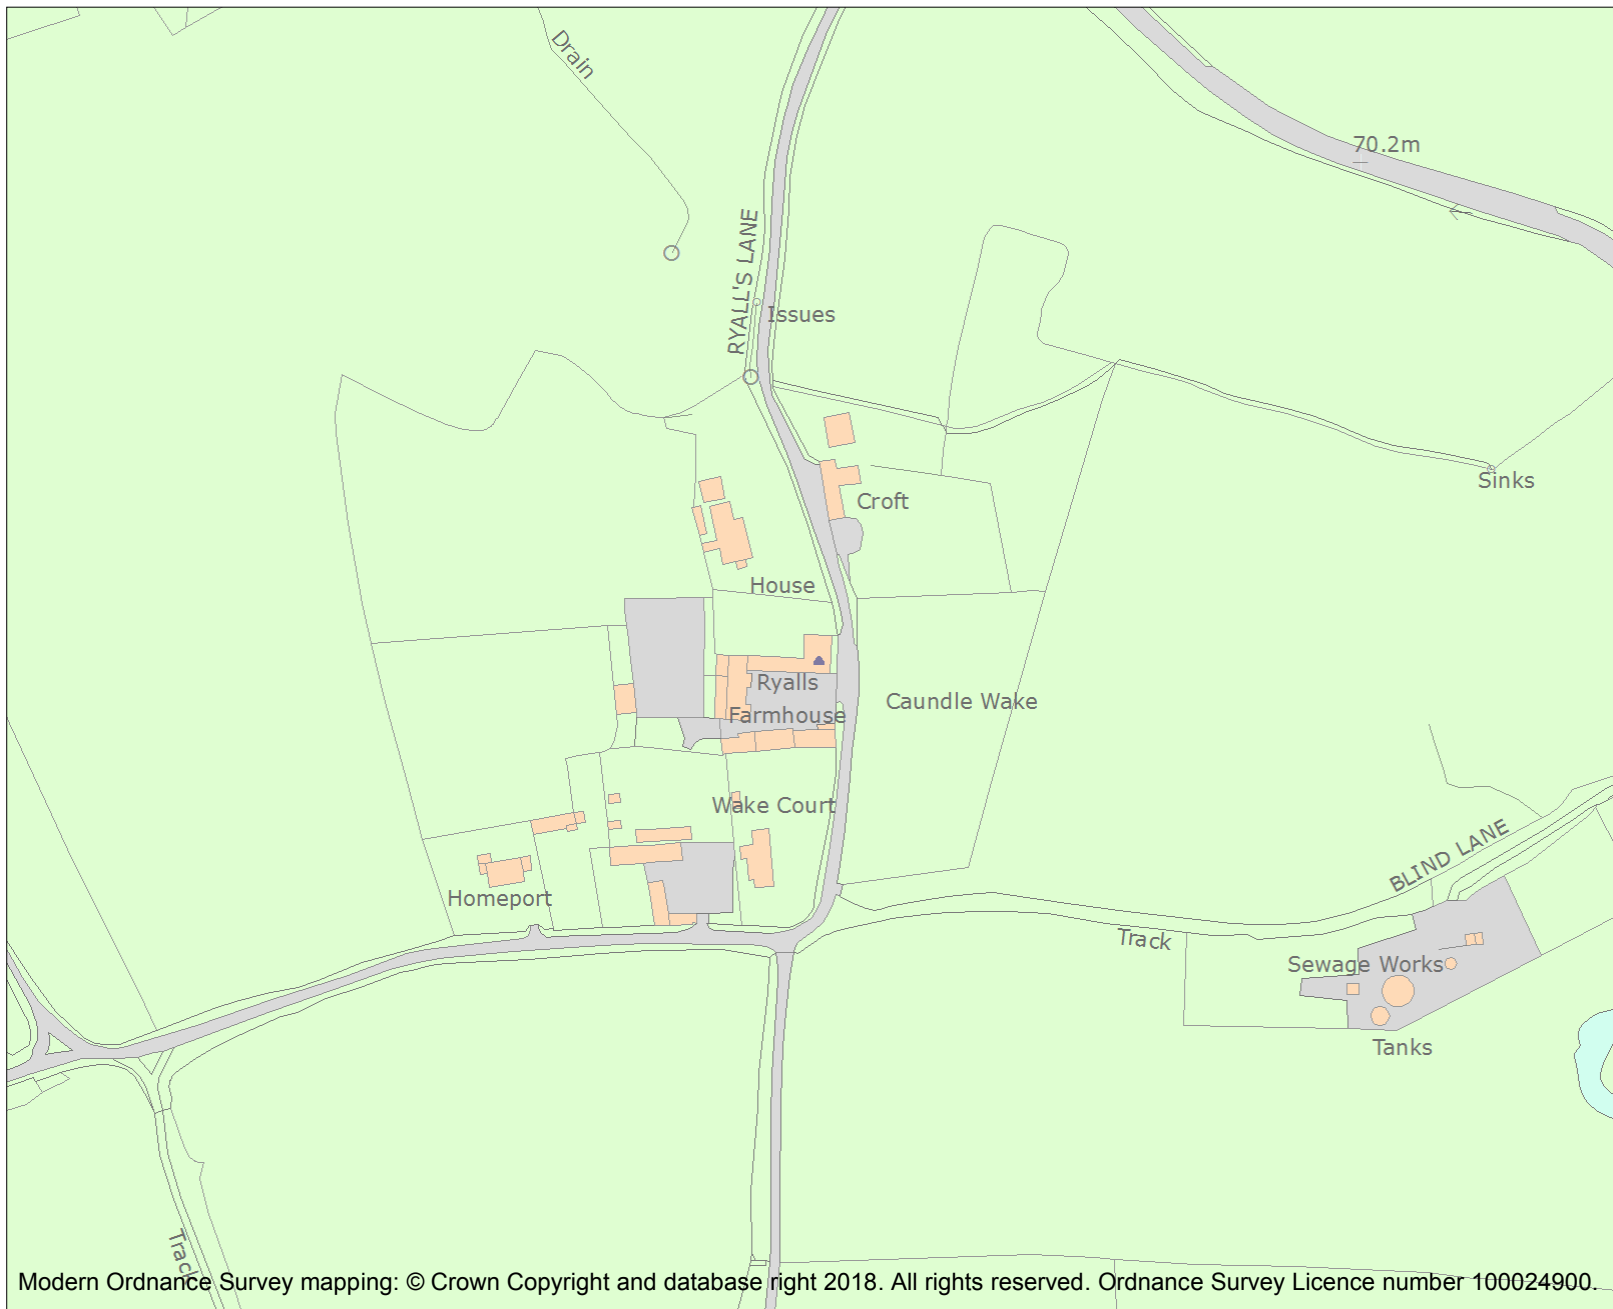 Drain
70.2m
RYALL'S LANE
Issues
Sinks
Croft
House
Ryalls
Farmhouse
Caundle Wake
Wake Court
BLIND LANE
Homeport
Track
Sewage Works
Tanks
Track
Modern Ordnance Survey mapping: © Crown Copyright and database right 2018. All rights reserved. Ordnance Survey Licence number 100024900.